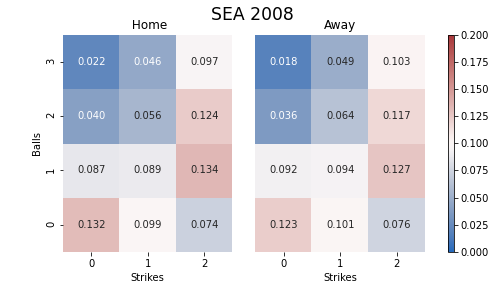 SEA 2008
Home
Away
3 0.022 0.046 0.097
0.018 0.049 0.103
2 0.040 0.056 0.124
0.036 0.064 0.117
1 0.087 0.089 0.134
0.092 0.094 0.127
0 0.132 0.099 0.074
0.123 0.101 0.076
Balls
0 1 2
0 1 2
Strikes
Strikes
0.200
0.175
0.150
0.125
0.100
0.075
0.050
0.025
0.000